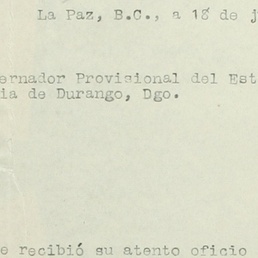 La Paz, B.C., a 18 de j
ernador Provisional del Est
ia de Durango, Dgo.
e recibió su atento oficio